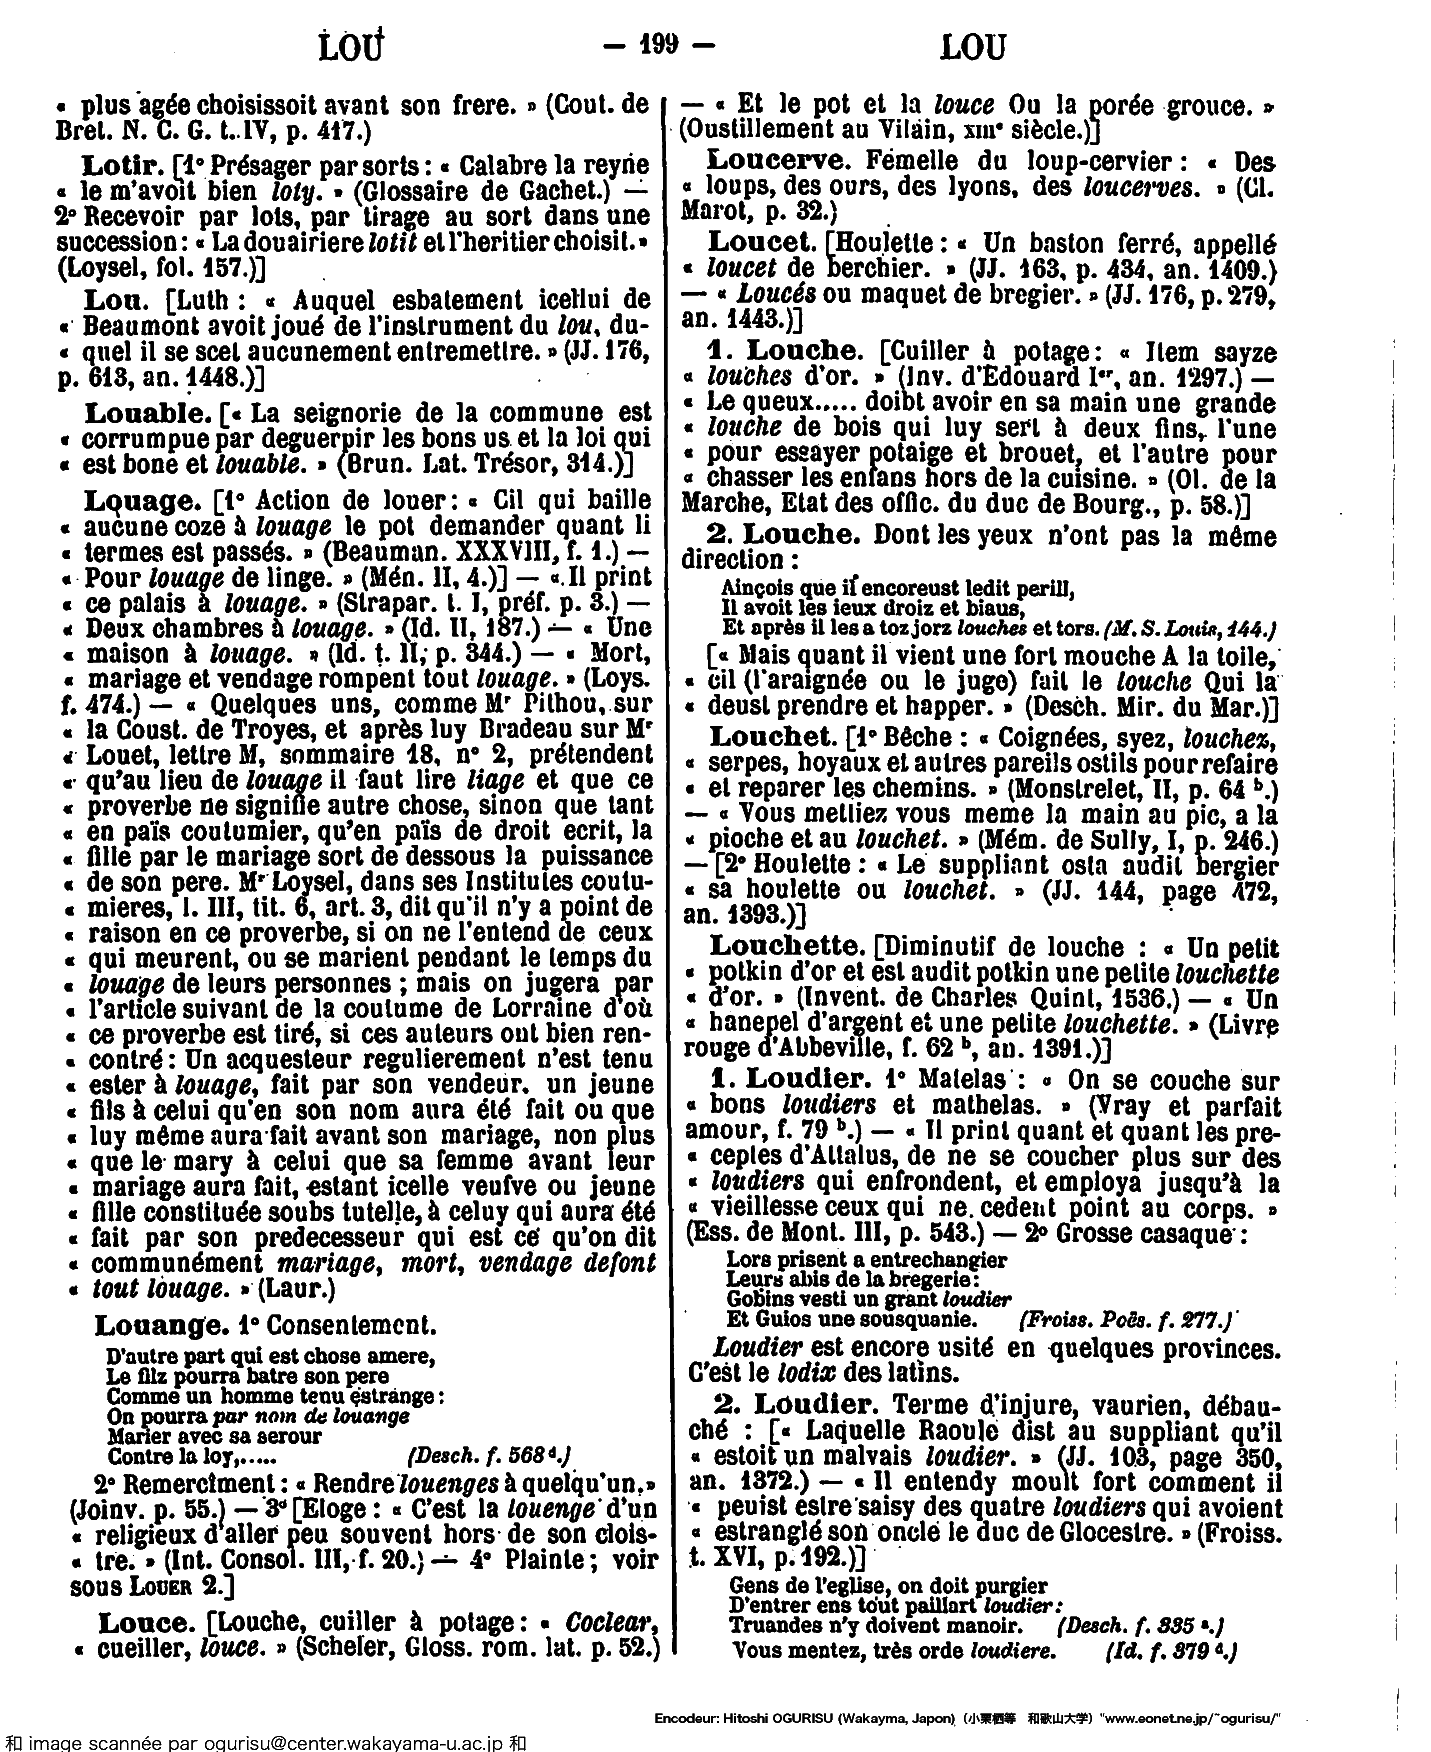 LOU — 199 — LOU
« plus agée choisissoit avant son frere. » (Cout. de
Bret. N. C. G. t. IV, p. 417.)
Lotir. [1° Présager par sorts : « Calabre la reyne
« le m'avoit bien loty. » (Glossaire de Gachet.) —
2° Recevoir par lots, par tirage au sort dans une
succession : « La douairiere lotit et l'heritier choisit. »
(Loysel, fol. 157.)]
Lou. [Luth : « Auquel esbatement icellui de
« Beaumont avoit joué de l'instrument du lou, du-
« quel il se scet aucunement entremettre. » (JJ. 176,
p. 613, an. 1448.)]
Louable. [« La seignorie de la commune est
« corrumpue par deguerpir les bons us et la loi qui
« est bone et louable. » (Brun. Lat. Trésor, 314.)]
Louage. [1° Action de louer : « Cil qui baille
« aucune coze à louage le pot demander quant li
« termes est passés. » (Beauman. XXXVIII, f. 1.) —
« Pour louage de linge. » (Mén. II, 4.)] — « Il print
« ce palais à louage. » (Strapar. t. I, préf. p. 3.) —
« Deux chambres à louage. » (Id. II, 187.) — « Une
« maison à louage. » (Id. t. II, p. 344.) — « Mort,
« mariage et vendage rompent tout louage. » (Loys.
f. 474.) — « Quelques uns, comme Mr Pithou, sur
« la Coust. de Troyes, et après luy Bradeau sur Mr
« Louet, lettre M, sommaire 18, n° 2, prétendent
« qu'au lieu de louage il faut lire liage et que ce
« proverbe ne signifie autre chose, sinon que tant
« en païs coutumier, qu'en païs de droit ecrit, la
« fille par le mariage sort de dessous la puissance
« de son pere. Mr Loysel, dans ses Institutes coutu-
« mieres, l. III, tit. 6, art. 3, dit qu'il n'y a point de
« raison en ce proverbe, si on ne l'entend de ceux
« qui meurent, ou se marient pendant le temps du
« louage de leurs personnes ; mais on jugera par
« l'article suivant de la coutume de Lorraine d'où
« ce proverbe est tiré, si ces auteurs ont bien ren-
« contré : Un acquesteur regulierement n'est tenu
« ester à louage, fait par son vendeur, un jeune
« fils à celui qu'en son nom aura été fait ou que
« luy même aura fait avant son mariage, non plus
« que le mary à celui que sa femme avant leur
« mariage aura fait, estant icelle veufve ou jeune
« fille constituée soubs tutelle, à celuy qui aura été
« fait par son predecesseur qui est ce qu'on dit
« communément mariage, mort, vendage defont
« tout louage. » (Laur.)
Louange. 1° Consentement.
D'autre part qui est chose amere,
Le filz pourra batre son pere
Comme un homme tenu estrange :
On pourra par nom de louange
Marier avec sa serour
Contre la loy,..... (Desch. f. 568 d.)
2° Remerciment : « Rendre louenges à quelqu'un. »
(Joinv. p. 55.) — 3° [Eloge : « C'est la louenge d'un
« religieux d'aller peu souvent hors de son clois-
« tre. » (Int. Consol. III, f. 20.) — 4° Plainte ; voir
sous LOUER 2.]
Louce. [Louche, cuiller à potage : « Coclear,
« cueiller, louce. » (Scheler, Gloss. rom. lat. p. 52.)
— « Et le pot et la louce Ou la porée grouce. »
(Oustillement au Vilain, XIIIe siècle.)]
Loucerve. Femelle du loup-cervier : « Des
« loups, des ours, des lyons, des loucerves. » (Cl.
Marot, p. 32.)
Loucet. [Houlette : « Un baston ferré, appellé
« loucet de berchier. » (JJ. 163, p. 434, an. 1409.)
— « Loucés ou maquet de bregier. » (JJ. 176, p. 279,
an. 1443.)]
1. Louche. [Cuiller à potage : « Item sayze
« louches d'or. » (Inv. d'Édouard Ier, an. 1297.) —
« Le queux..... doibt avoir en sa main une grande
« louche de bois qui luy sert à deux fins, l'une
« pour essayer potaige et brouet, et l'autre pour
« chasser les enfans hors de la cuisine. » (Ol. de la
Marche, Etat des offic. du duc de Bourg., p. 58.)]
2. Louche. Dont les yeux n'ont pas la même
direction :
Ainçois que il encoreust ledit perill,
Il avoit les ieux droiz et biaus,
Et après il les a toz jorz louches et tors. (M. S. Louis, 144.)
[« Mais quant il vient une fort mouche A la toile,
« cil (l'araignée ou le juge) fait le louche Qui la
« deust prendre et happer. » (Desch. Mir. du Mar.)]
Louchet. [1° Bêche : « Coignées, syez, louchez,
« serpes, hoyaux et autres pareils ostils pour refaire
« et reparer les chemins. » (Monstrelet, II, p. 64 b.)
— « Vous mettiez vous meme la main au pic, a la
« pioche et au louchet. » (Mém. de Sully, I, p. 246.)
— [2° Houlette : « Le suppliant osta audit bergier
« sa houlette ou louchet. » (JJ. 144, page 472,
an. 1393.)]
Louchette. [Diminutif de louche : « Un petit
« potkin d'or et est audit potkin une petite louchette
« d'or. » (Invent. de Charles Quint, 1536.) — « Un
« hanepel d'argent et une petite louchette. » (Livre
rouge d'Abbeville, f. 62 b, an. 1391.)]
1. Loudier. 1° Matelas : « On se couche sur
« bons loudiers et mathelas. » (Vray et parfait
amour, f. 79 b.) — « Il print quant et quant les pre-
« ceptes d'Attalus, de ne se coucher plus sur des
« loudiers qui enfrondent, et employa jusqu'à la
« vieillesse ceux qui ne cedent point au corps. »
(Ess. de Mont. III, p. 543.) — 2° Grosse casaque :
Lors prisent a entrechangier
Leurs abis de la bregerie :
Gobins vesti un grant loudier
Et Guios une sousquanie. (Froiss. Poës. f. 277.)
Loudier est encore usité en quelques provinces.
C'est le lodix des latins.
2. Loudier. Terme d'injure, vaurien, débau-
ché : [« Laquelle Raoule dist au suppliant qu'il
« estoit un malvais loudier. » (JJ. 103, page 350,
an. 1372.) — « Il entendy moult fort comment il
« peuist estre saisy des quatre loudiers qui avoient
« estranglé son oncle le duc de Glocestre. » (Froiss.
t. XVI, p. 192.)]
Gens de l'eglise, on doit purgier
D'entrer ens tout paillart loudier :
Truandes n'y doivent manoir. (Desch. f. 335 a.)
Vous mentez, très orde loudiere. (Id. f. 379 d.)
Encodeur: Hitoshi OGURISU (Wakayma, Japon) (小栗栖等 和歌山大学) "www.eonet.ne.jp/~ogurisu/"
和 image scannée par ogurisu@center.wakayama-u.ac.jp 和